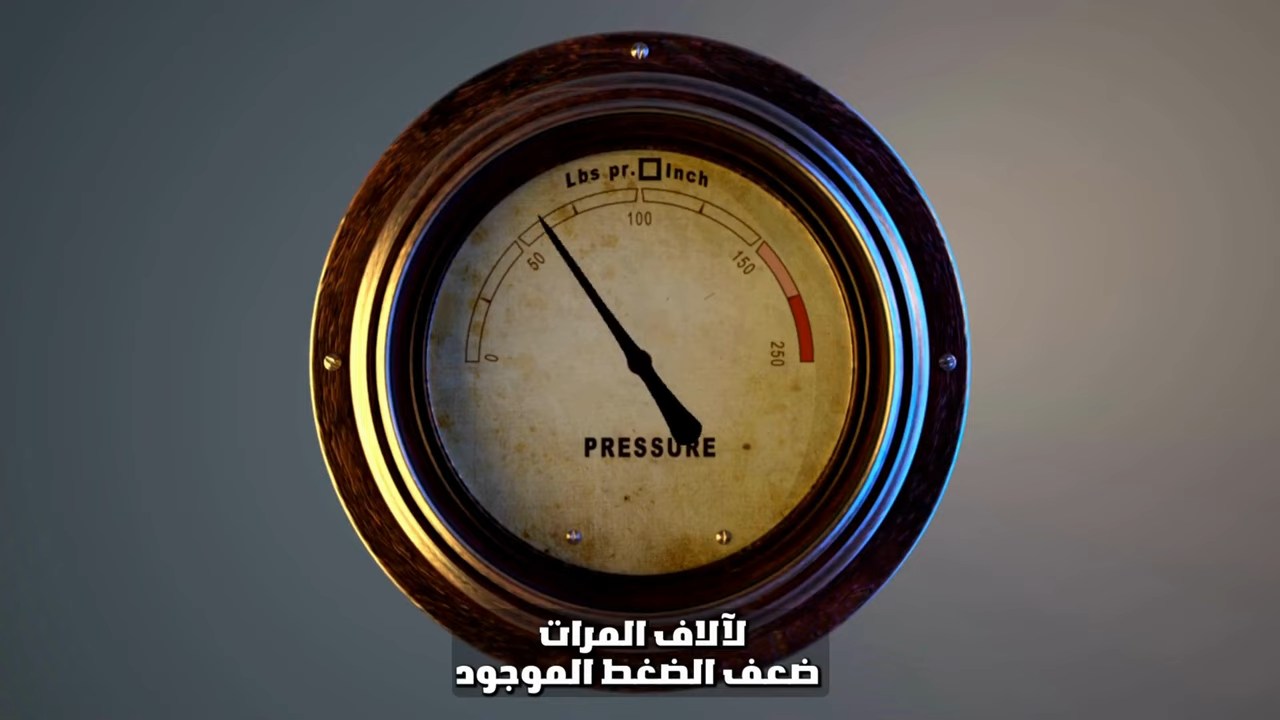 Lbs pr. □ Inch
100
50
150
0
250
PRESSURE
لآلاف المرات
ضعف الضغط الموجود